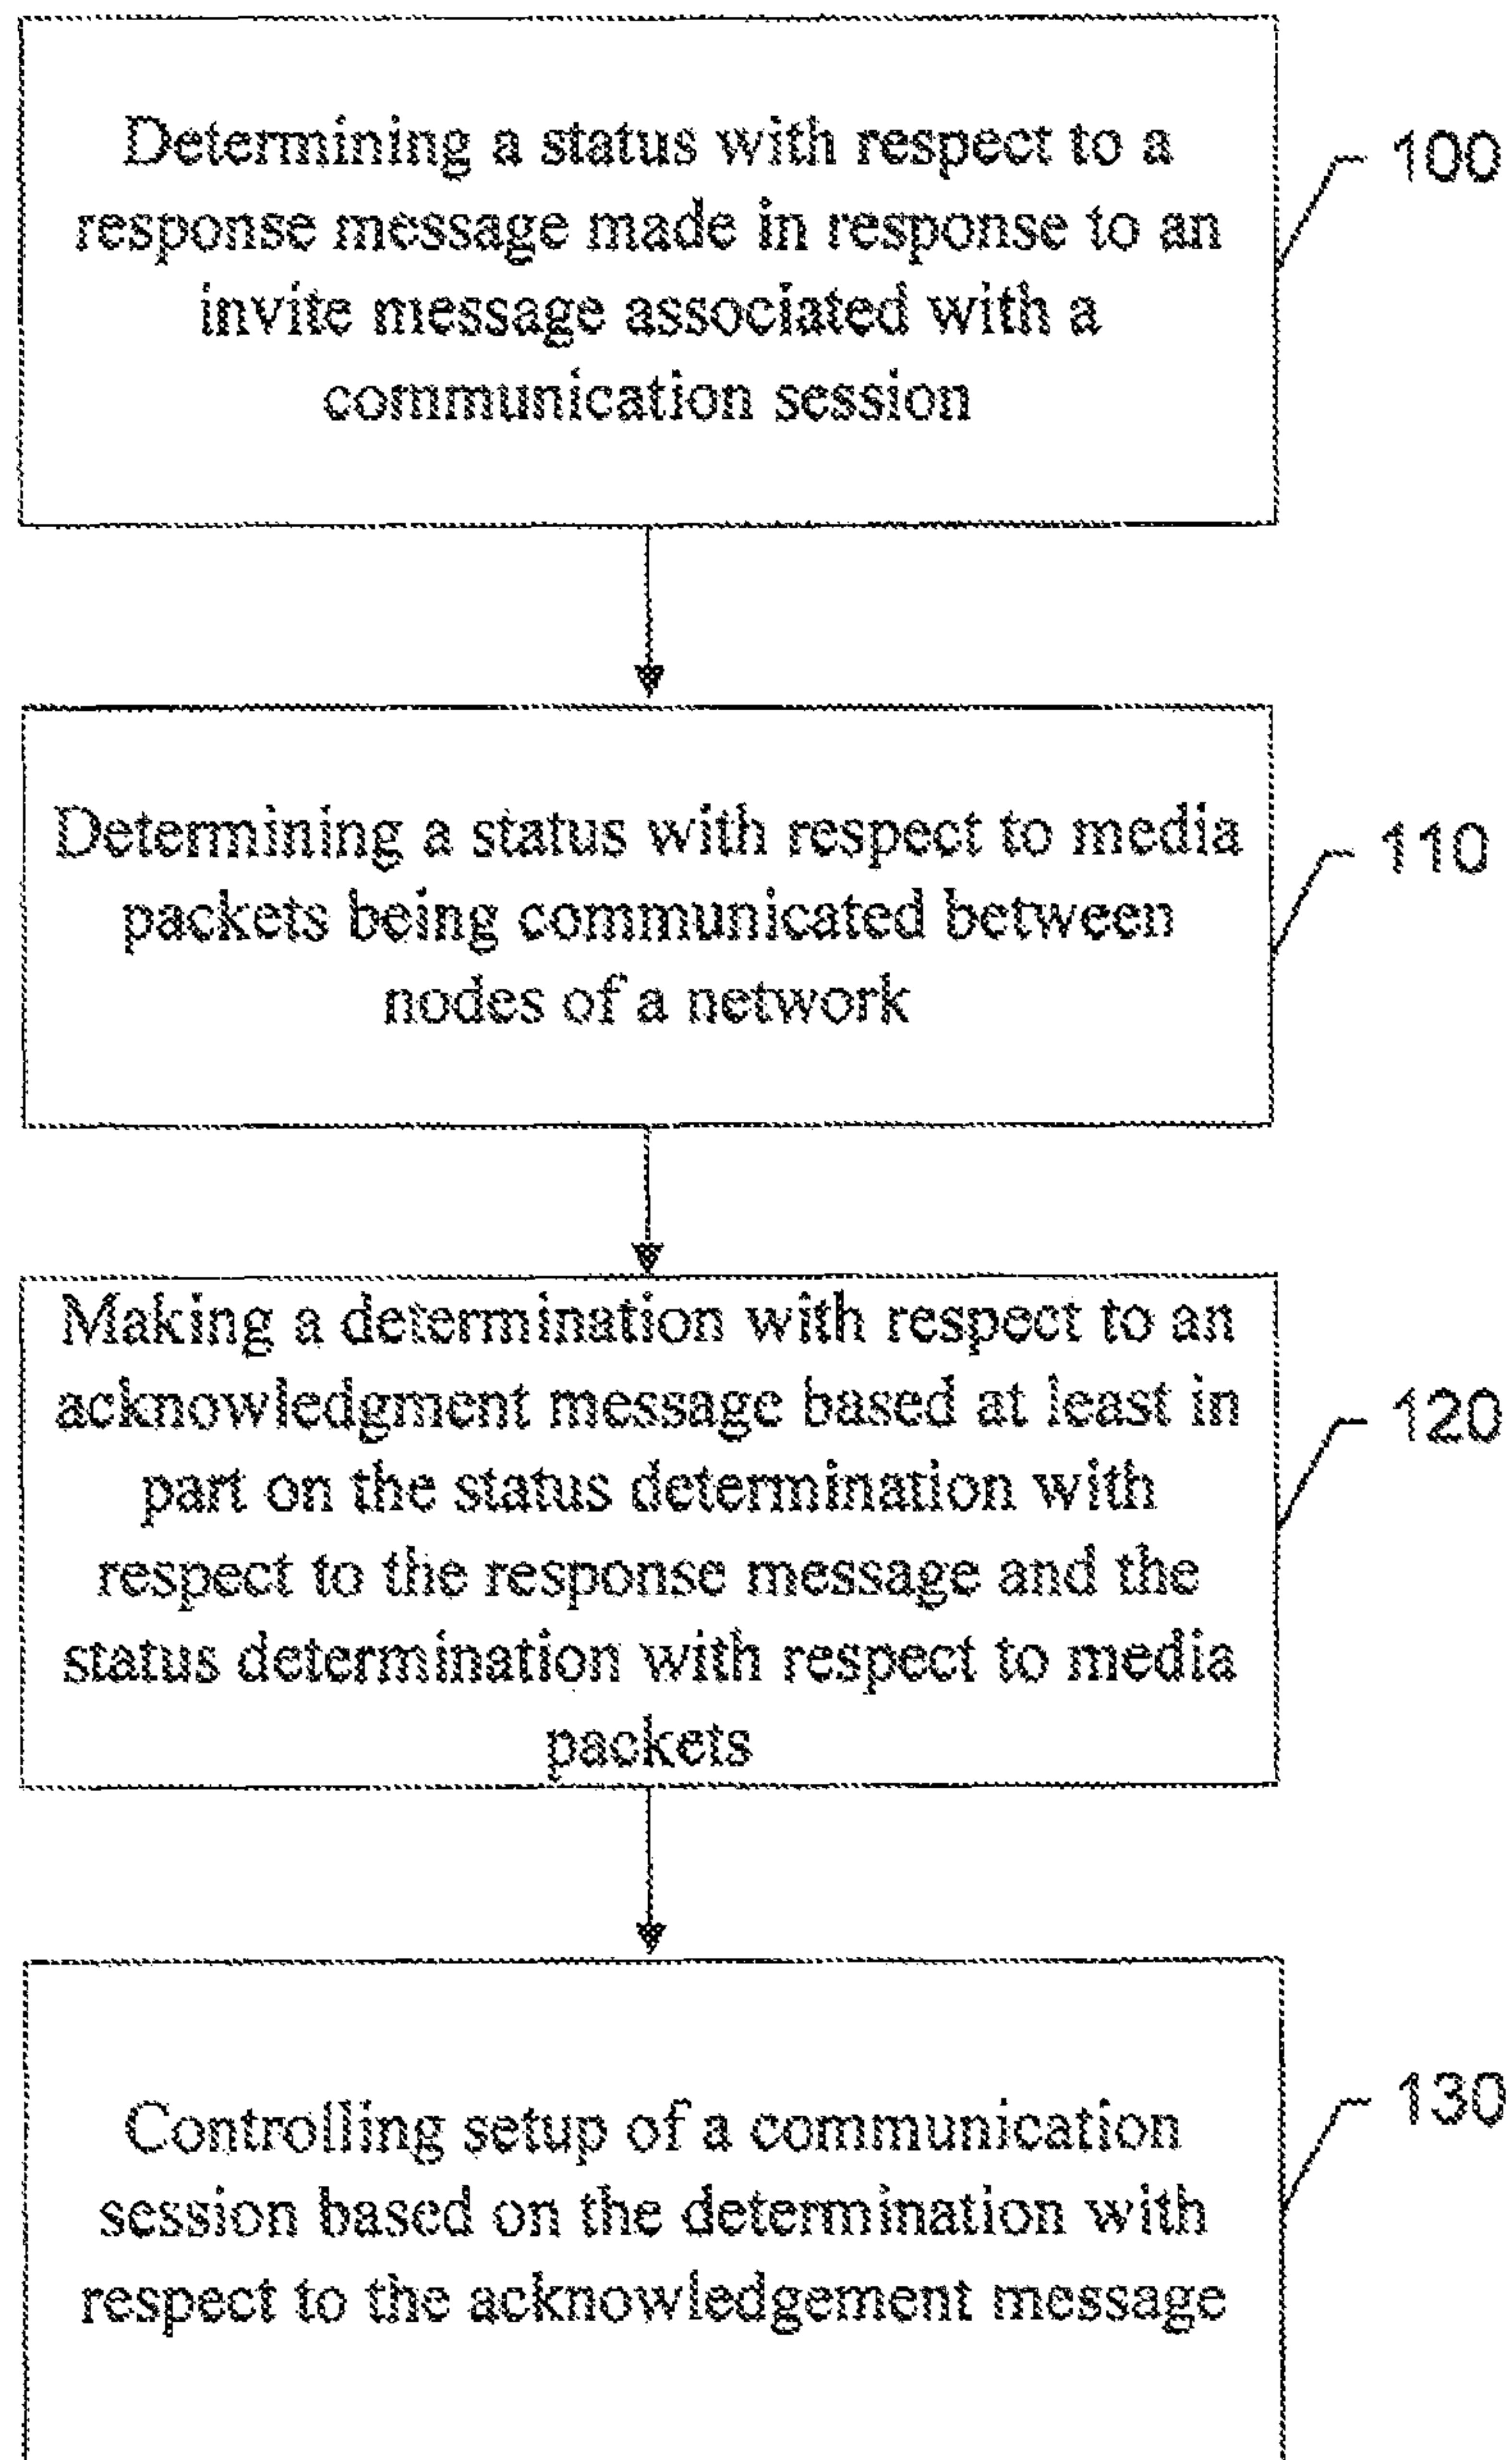 Determining a status with respect to a
response message made in response to an
invite message associated with a
communication session
100
Determining a status with respect to media
packets being communicated between
nodes of a network
110
Making a determination with respect to an
acknowledgment message based at least in
part on the status determination with
respect to the response message and the
status determination with respect to media
packets
120
Controlling setup of a communication
session based on the determination with
respect to the acknowledgement message
130